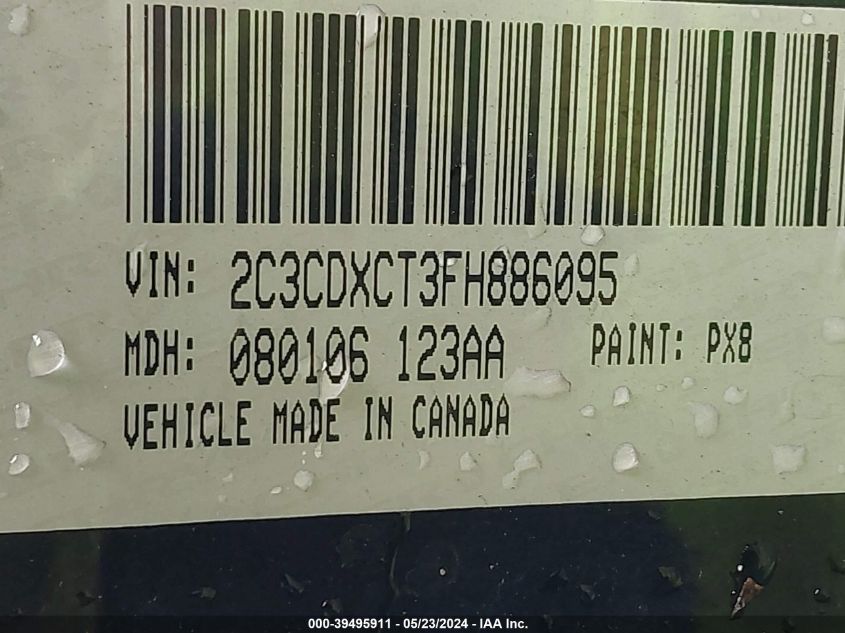 VIN: 2C3CDXCT3FH886095
MDH: 080106 123AA PAINT: PX8
VEHICLE MADE IN CANADA
000-39495911 - 05/23/2024 - IAA Inc.